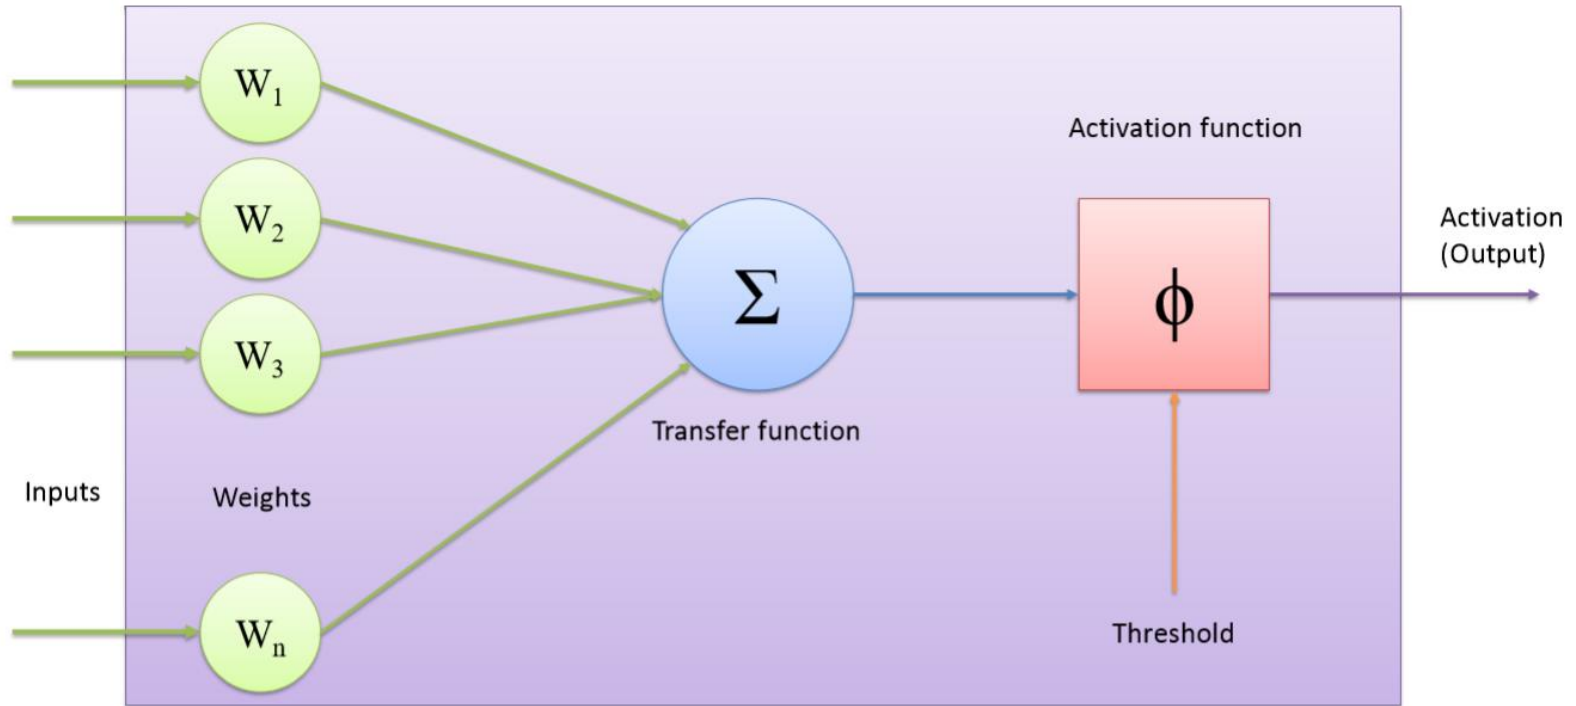 W1
Activation function
W2
Activation
(Output)
Σ
ϕ
W3
Transfer function
Inputs
Weights
Wn
Threshold